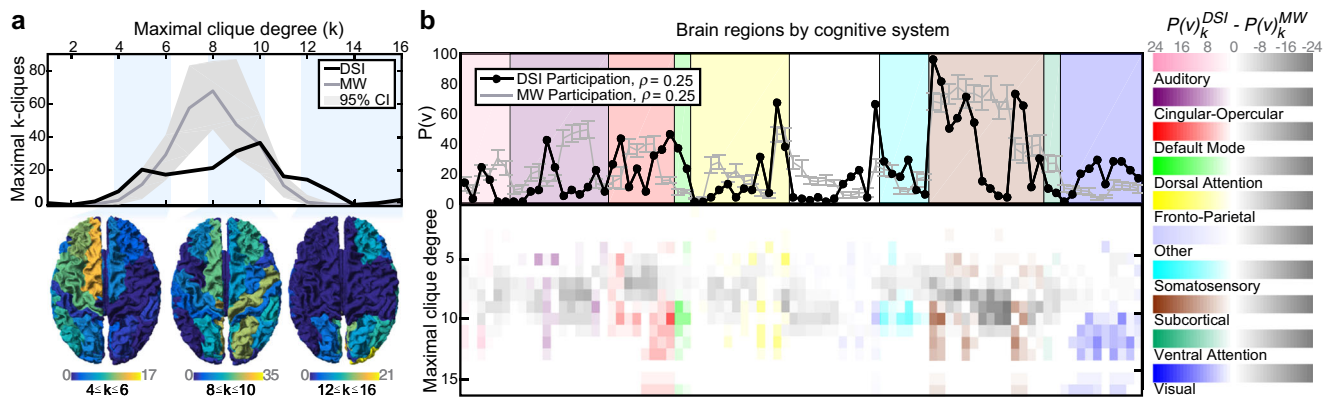 a
Maximal clique degree (k)
2 4 6 8 10 12 14 16
Maximal k-cliques
80
60
40
20
0
DSI
MW
95% CI
0 17
4≤k≤6
0 35
8≤k≤10
0 21
12≤k≤16
b
Brain regions by cognitive system
P(v)
100
80
60
40
20
0
DSI Participation, ρ = 0.25
MW Participation, ρ = 0.25
Maximal clique degree
5
10
15
P(v)ₖᴰˢᴵ - P(v)ₖᴹᵂ
24 16 8 0 -8 -16 -24
Auditory
Cingular-Opercular
Default Mode
Dorsal Attention
Fronto-Parietal
Other
Somatosensory
Subcortical
Ventral Attention
Visual